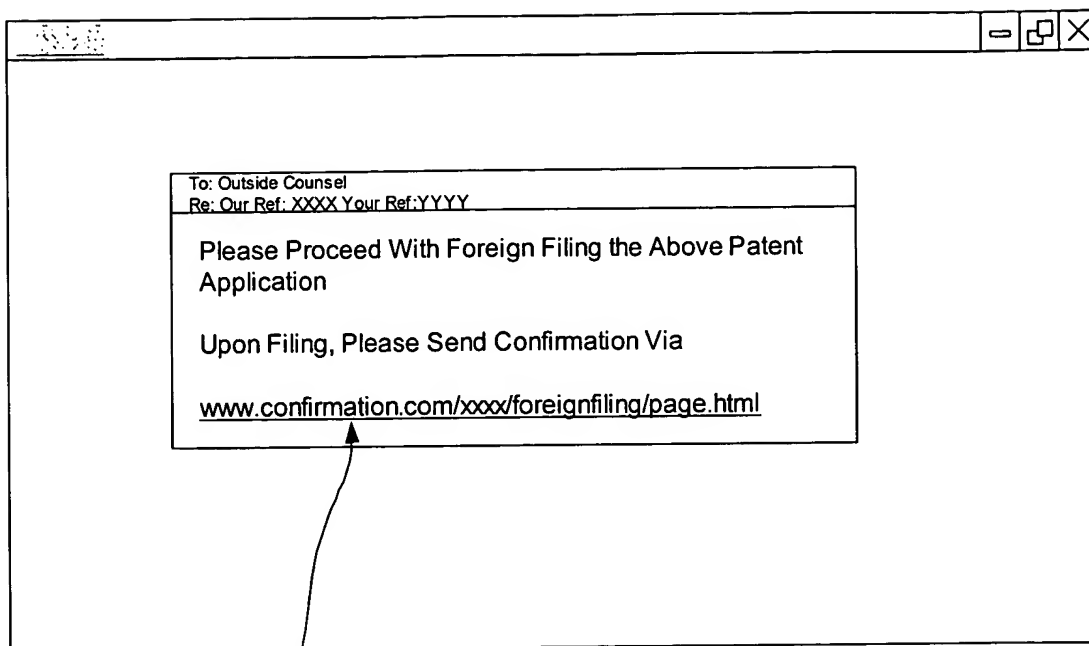 To: Outside Counsel
Re: Our Ref: XXXX Your Ref:YYYY
Please Proceed With Foreign Filing the Above Patent
Application
Upon Filing, Please Send Confirmation Via
www.confirmation.com/xxxx/foreignfiling/page.html